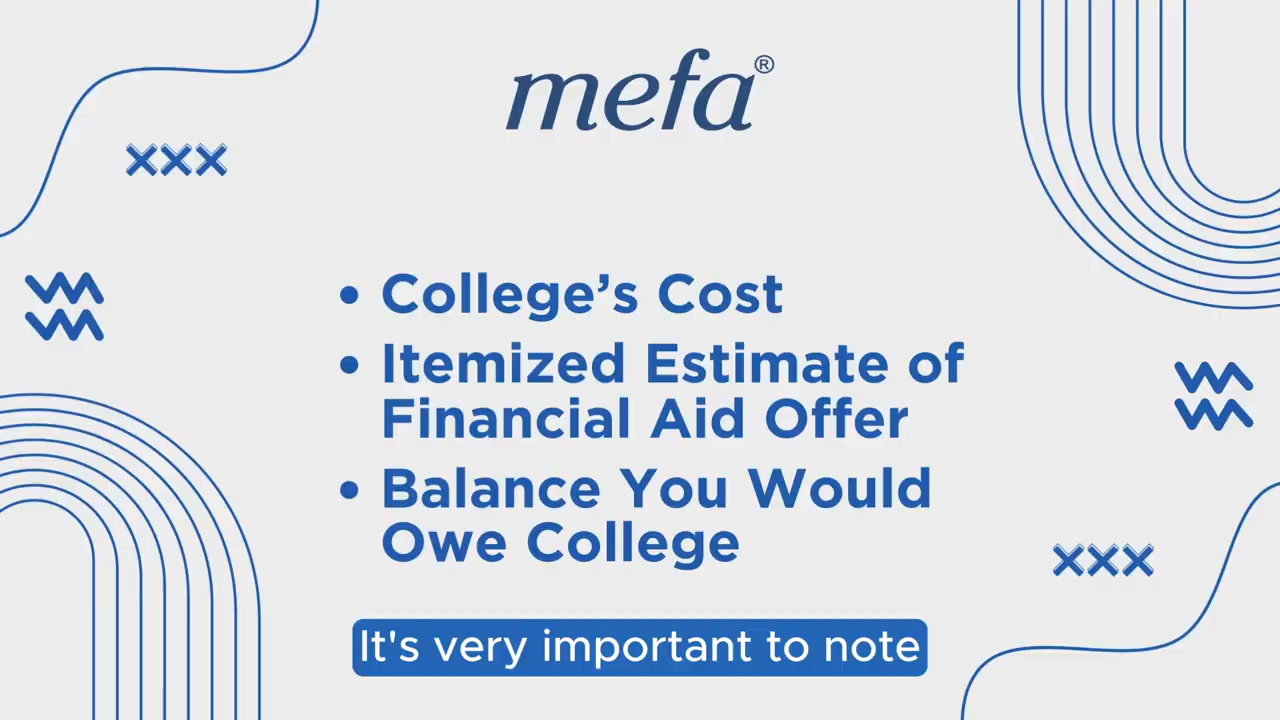 mefa®
• College’s Cost
• Itemized Estimate of
Financial Aid Offer
• Balance You Would
Owe College
It's very important to note